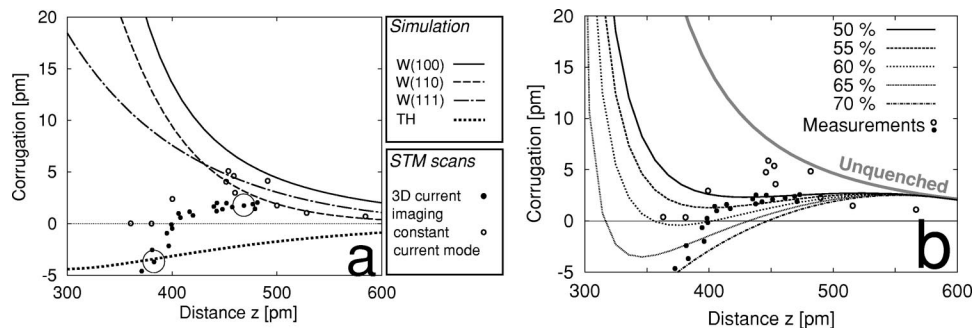 20
15
10
5
0
-5
300 400 500 600
Corrugation [pm]
Distance z [pm]
a
Simulation
W(100)
W(110)
W(111)
TH
STM scans
3D current
imaging
constant
current mode
20
15
10
5
0
-5
300 400 500 600
Corrugation [pm]
Distance z [pm]
50 %
55 %
60 %
65 %
70 %
Measurements
Unquenched
b